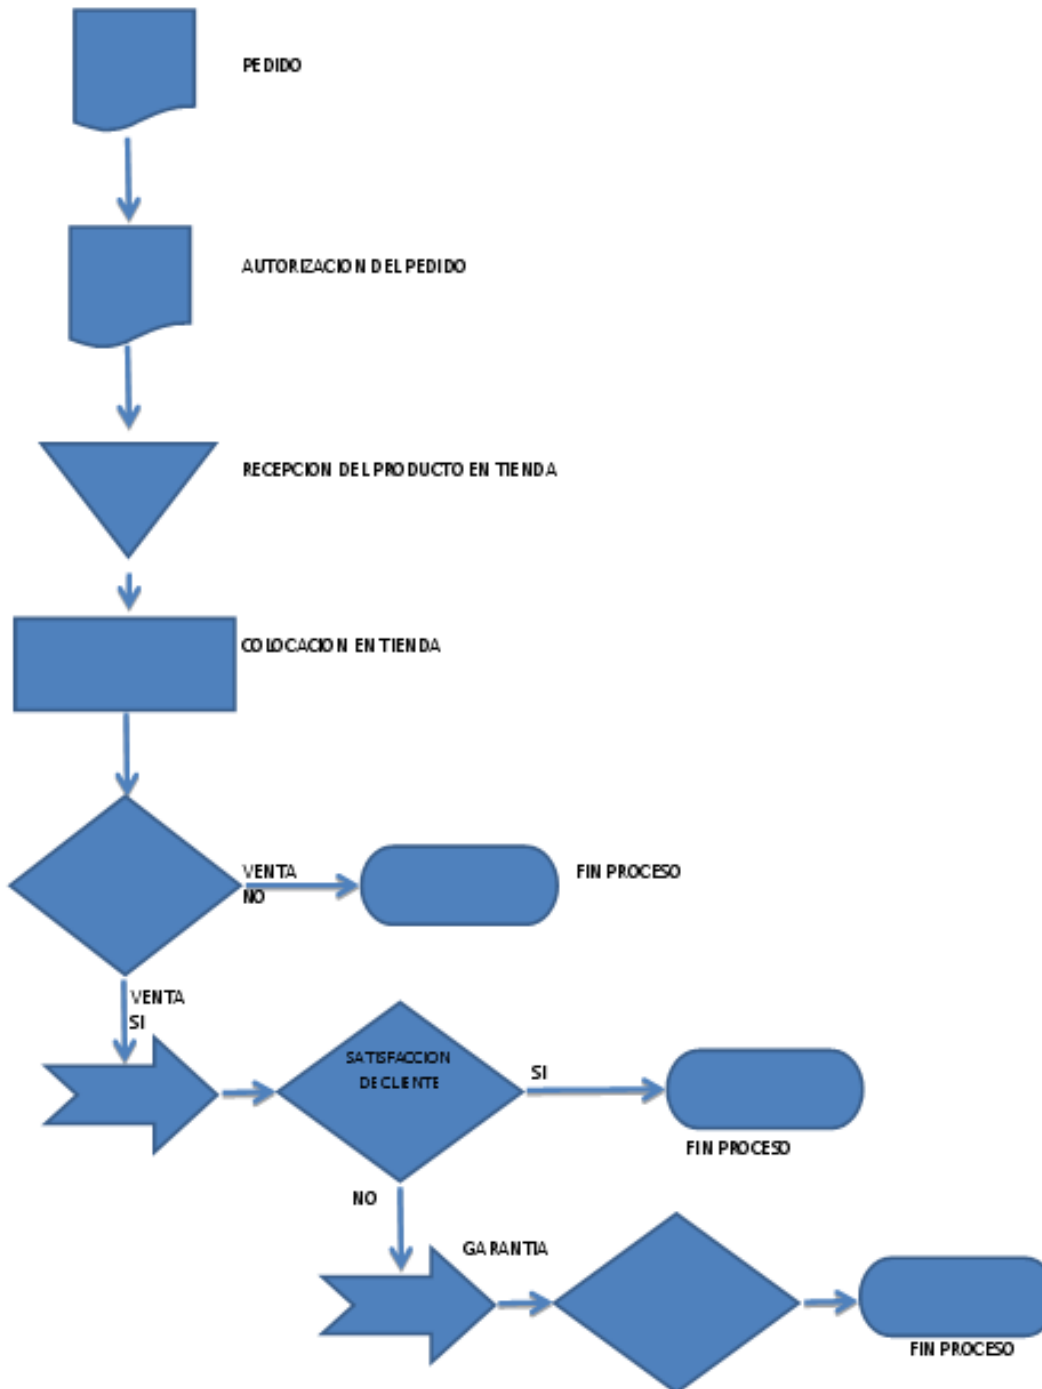 PEDIDO
AUTORIZACION DEL PEDIDO
RECEPCION DEL PRODUCTO EN TIENDA
COLOCACION EN TIENDA
VENTA
NO
FIN PROCESO
VENTA
SI
SATISFACCION
DE CLIENTE
SI
FIN PROCESO
NO
GARANTIA
FIN PROCESO